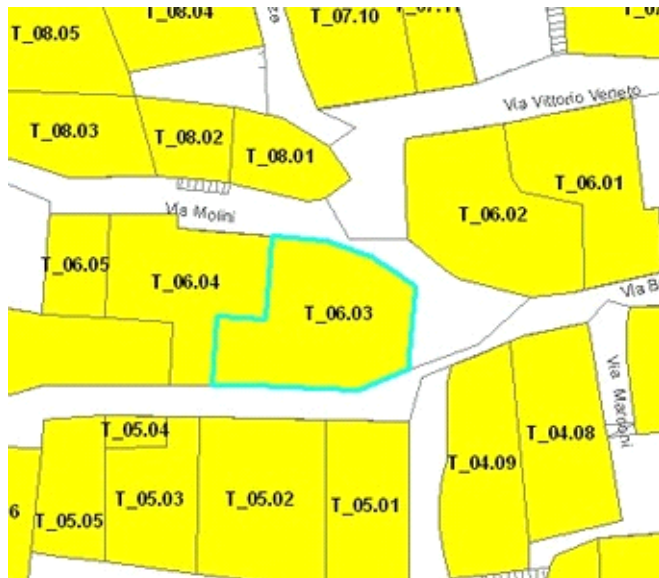 T_08.04
T_07.10
T_08.05
Via Vittorio Veneto
T_08.03
T_08.02
T_08.01
T_06.01
Via Molini
T_06.02
T_06.05
T_06.04
T_06.03
Via B
Via Mardoni
T_05.04
T_04.08
T_04.09
T_05.03
T_05.02
T_05.01
6
T_05.05